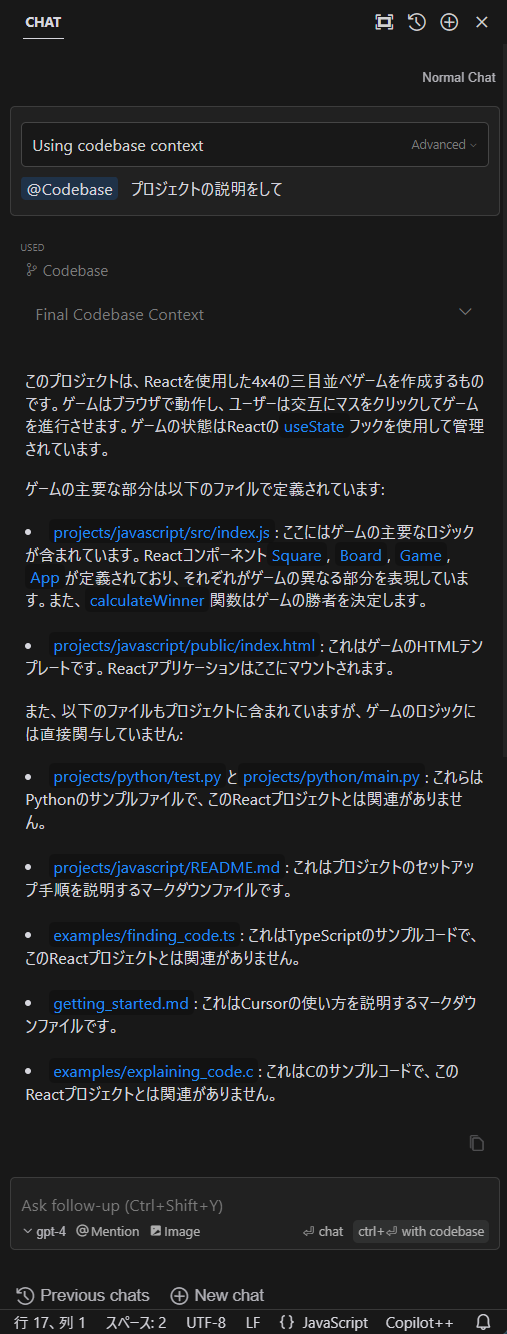 CHAT
Normal Chat
Using codebase context Advanced
@Codebase プロジェクトの説明をして
USED
Codebase
Final Codebase Context
このプロジェクトは、Reactを使用した4x4の三目並べゲームを作成するもの
です。ゲームはブラウザで動作し、ユーザーは交互にマスをクリックしてゲーム
を進行させます。ゲームの状態はReactの useState フックを使用して管理
されています。
ゲームの主要な部分は以下のファイルで定義されています:
• projects/javascript/src/index.js : ここにはゲームの主要なロジック
が含まれています。Reactコンポーネント Square , Board , Game ,
App が定義されており、それぞれがゲームの異なる部分を表現していま
す。また、 calculateWinner 関数はゲームの勝者を決定します。
• projects/javascript/public/index.html : これはゲームのHTMLテン
プレートです。Reactアプリケーションはここにマウントされます。
また、以下のファイルもプロジェクトに含まれていますが、ゲームのロジックに
は直接関与していません:
• projects/python/test.py と projects/python/main.py : これらは
Pythonのサンプルファイルで、このReactプロジェクトとは関連がありませ
ん。
• projects/javascript/README.md : これはプロジェクトのセットアッ
プ手順を説明するマークダウンファイルです。
• examples/finding_code.ts : これはTypeScriptのサンプルコードで、
このReactプロジェクトとは関連がありません。
• getting_started.md : これはCursorの使い方を説明するマークダウ
ンファイルです。
• examples/explaining_code.c : これはCのサンプルコードで、この
Reactプロジェクトとは関連がありません。
Ask follow-up (Ctrl+Shift+Y)
gpt-4 @Mention Image ⏎ chat ctrl+⏎ with codebase
Previous chats New chat
行 17、列 1 スペース: 2 UTF-8 LF {} JavaScript Copilot++